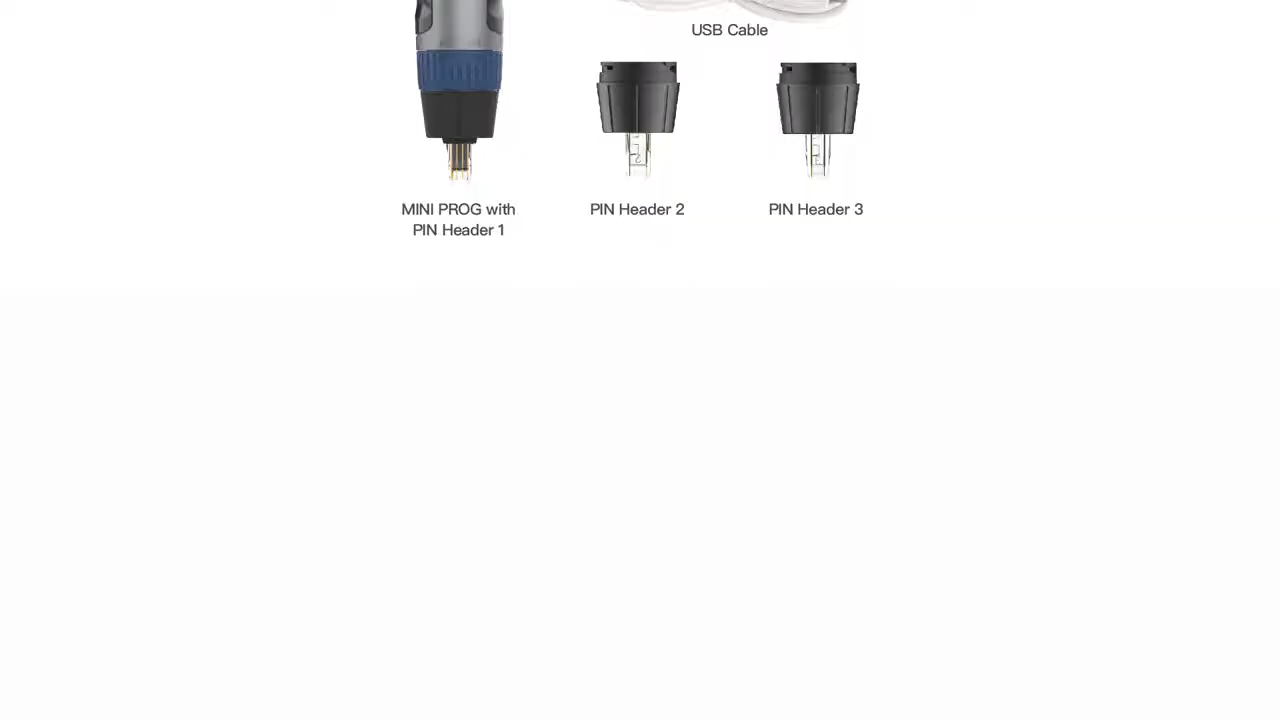 USB Cable
MINI PROG with
PIN Header 1
PIN Header 2
PIN Header 3